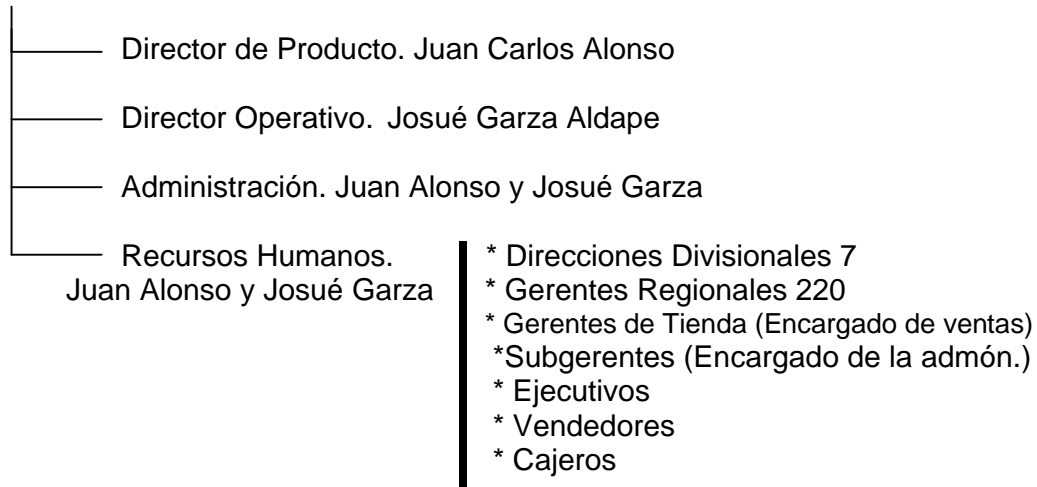 Director de Producto. Juan Carlos Alonso
Director Operativo. Josué Garza Aldape
Administración. Juan Alonso y Josué Garza
Recursos Humanos.
Juan Alonso y Josué Garza
* Direcciones Divisionales 7
* Gerentes Regionales 220
* Gerentes de Tienda (Encargado de ventas)
*Subgerentes (Encargado de la admón.)
* Ejecutivos
* Vendedores
* Cajeros